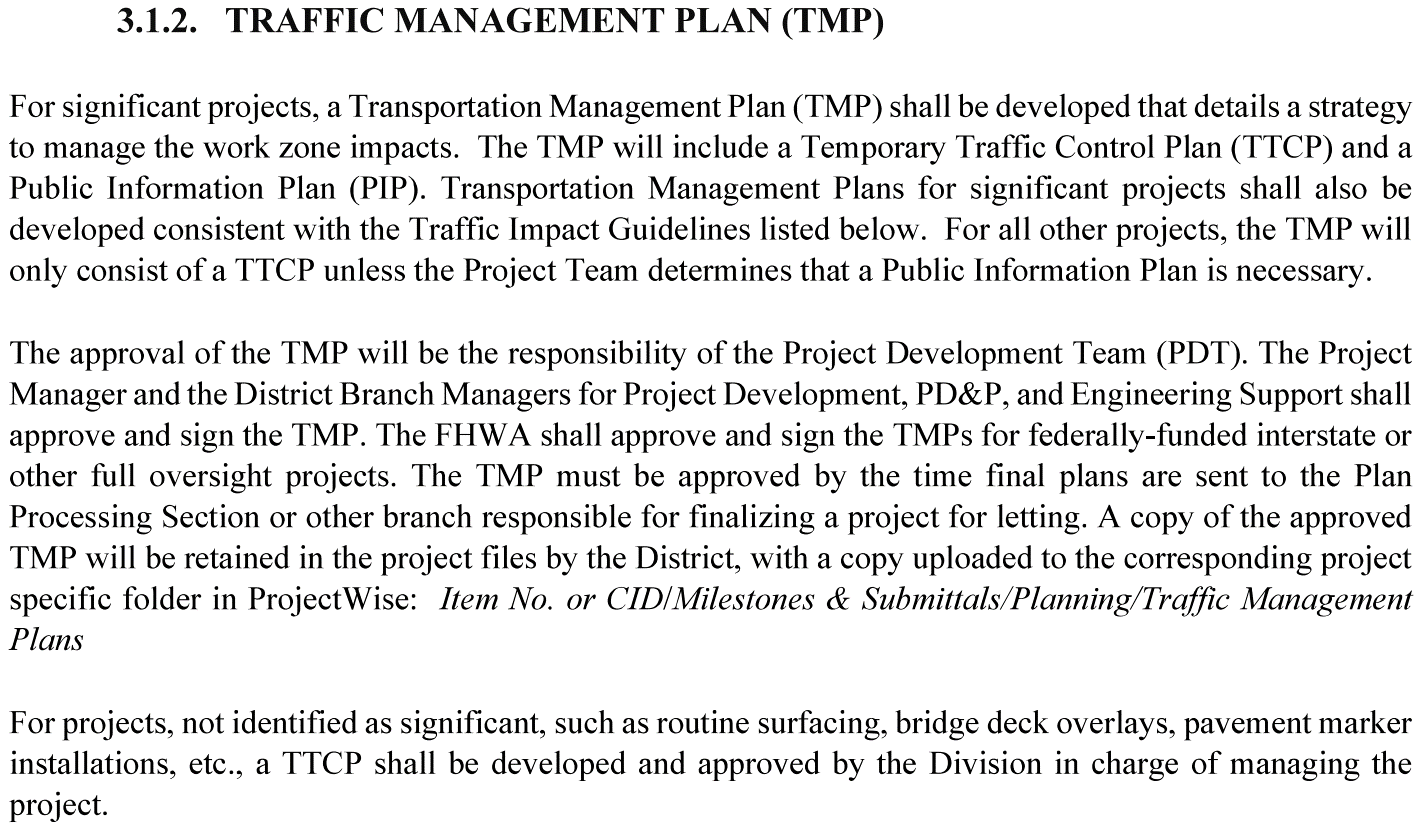 3.1.2. TRAFFIC MANAGEMENT PLAN (TMP)
For significant projects, a Transportation Management Plan (TMP) shall be developed that details a strategy
to manage the work zone impacts. The TMP will include a Temporary Traffic Control Plan (TTCP) and a
Public Information Plan (PIP). Transportation Management Plans for significant projects shall also be
developed consistent with the Traffic Impact Guidelines listed below. For all other projects, the TMP will
only consist of a TTCP unless the Project Team determines that a Public Information Plan is necessary.
The approval of the TMP will be the responsibility of the Project Development Team (PDT). The Project
Manager and the District Branch Managers for Project Development, PD&P, and Engineering Support shall
approve and sign the TMP. The FHWA shall approve and sign the TMPs for federally-funded interstate or
other full oversight projects. The TMP must be approved by the time final plans are sent to the Plan
Processing Section or other branch responsible for finalizing a project for letting. A copy of the approved
TMP will be retained in the project files by the District, with a copy uploaded to the corresponding project
specific folder in ProjectWise: Item No. or CID/Milestones & Submittals/Planning/Traffic Management
Plans
For projects, not identified as significant, such as routine surfacing, bridge deck overlays, pavement marker
installations, etc., a TTCP shall be developed and approved by the Division in charge of managing the
project.